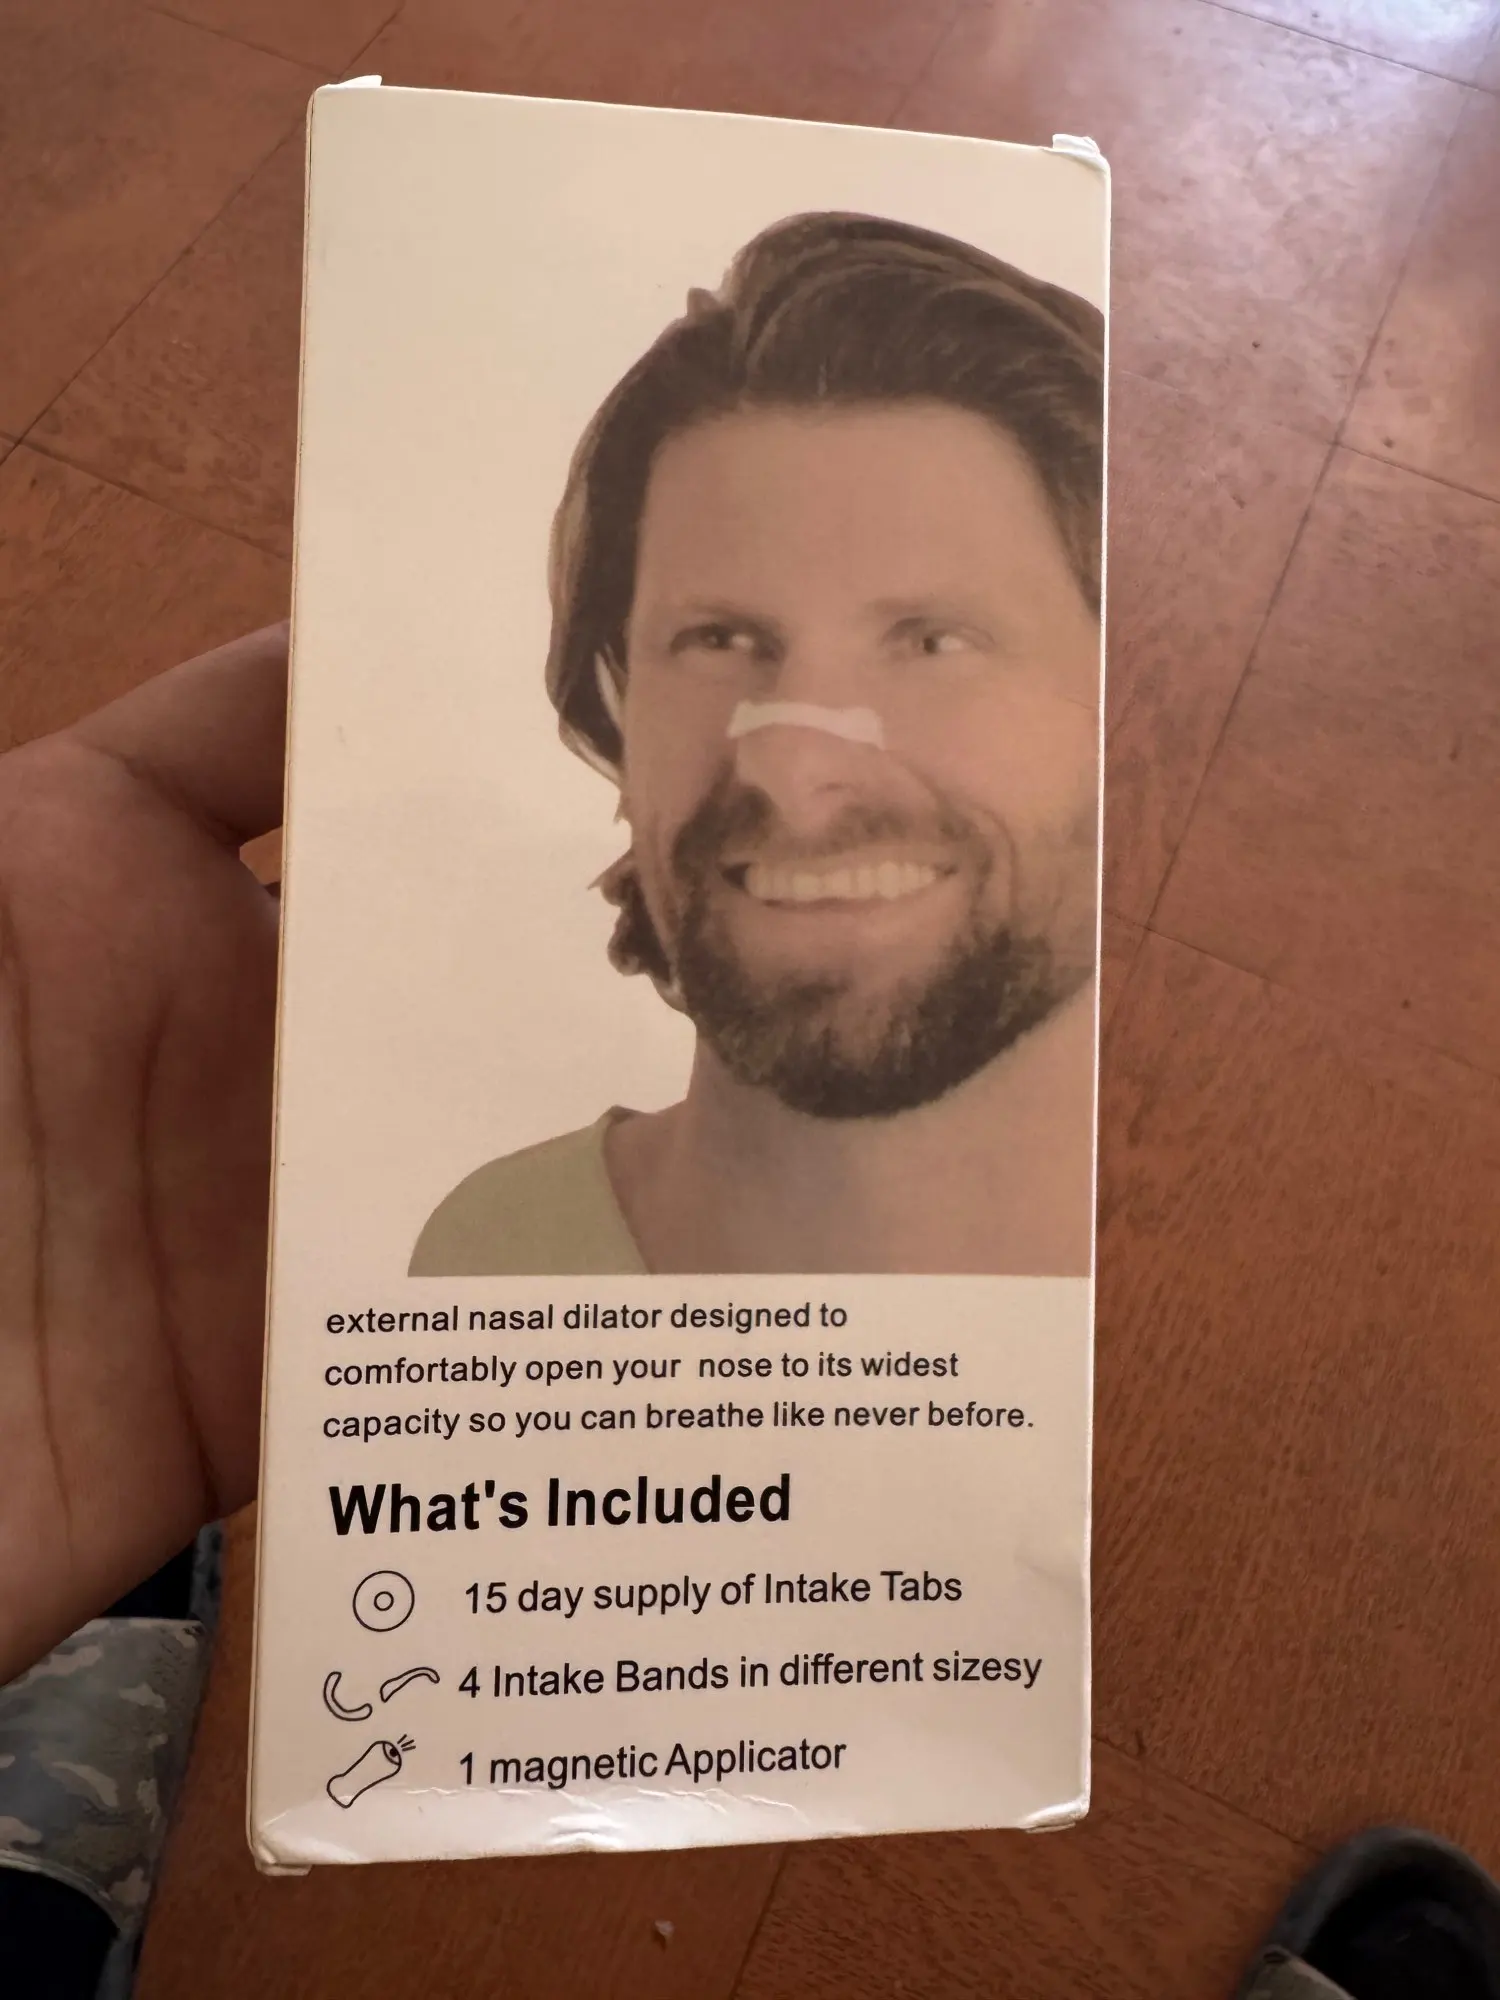 external nasal dilator designed to
comfortably open your nose to its widest
capacity so you can breathe like never before.
What's Included
15 day supply of Intake Tabs
4 Intake Bands in different sizesy
1 magnetic Applicator